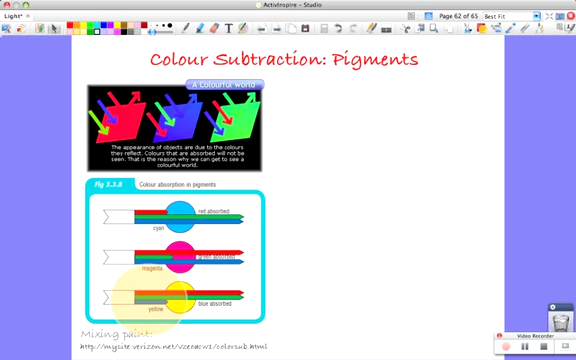 ActivInspire - Studio
Light*
Page 62 of 65
Best Fit
Colour Subtraction: Pigments
A Colourful world
The appearance of objects are due to the colours
they reflect. Colours that are absorbed will not be
seen. That is the reason why we can get to see a
colourful world.
Fig 3.3.8 Colour absorption in pigments
red absorbed
cyan
green absorbed
magenta
blue absorbed
yellow
Mixing paint:
http://mysite.verizon.net/vzeoacw1/colorsub.html
Video Recorder